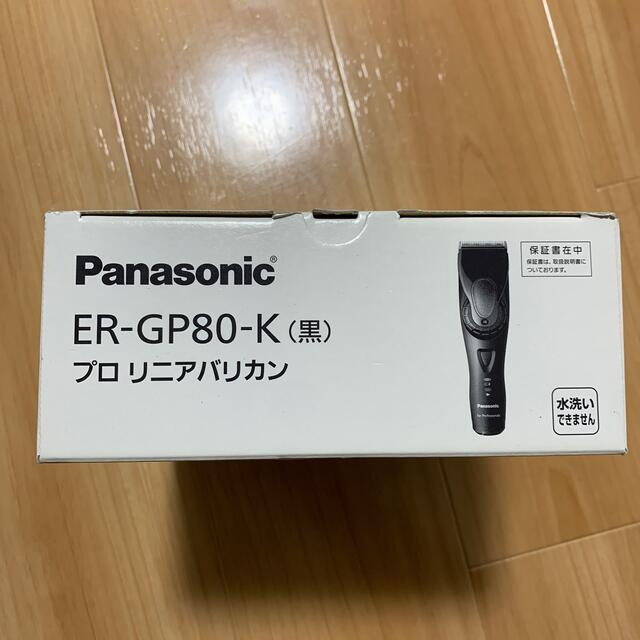 Panasonic®
ER-GP80-K（黒）
プロ リニアバリカン
保証書在中
保証書は、取扱説明書に
ついております。
Panasonic
for Professionals
水洗い
できません